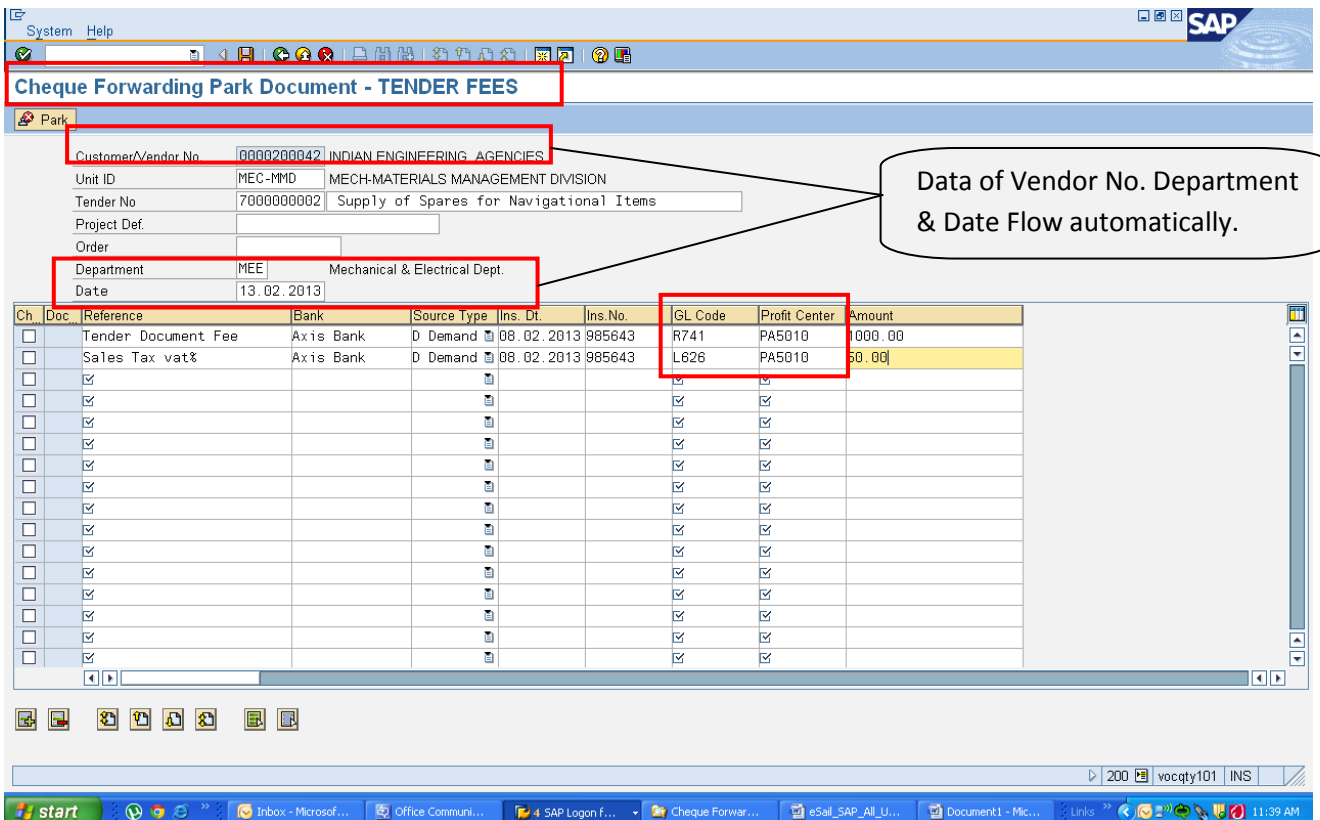 System Help
SAP
Cheque Forwarding Park Document - TENDER FEES
Park
Customer/Vendor No. 0000200042 INDIAN ENGINEERING AGENCIES
Unit ID MEC-MMD MECH-MATERIALS MANAGEMENT DIVISION
Tender No 7000000002 Supply of Spares for Navigational Items
Project Def.
Order
Department MEE Mechanical & Electrical Dept.
Date 13.02.2013
Data of Vendor No. Department
& Date Flow automatically.
Ch... Doc... Reference Bank Source Type Ins. Dt. Ins.No. GL Code Profit Center Amount
Tender Document Fee Axis Bank D Demand 08.02.2013 985643 R741 PA5010 1000.00
Sales Tax vat% Axis Bank D Demand 08.02.2013 985643 L626 PA5010 50.00
200 vocqty101 INS
start Inbox - Microsof... Office Communi... 4 SAP Logon f... Cheque Forwar... eSail_SAP_All_U... Document1 - Mic... Links 11:39 AM